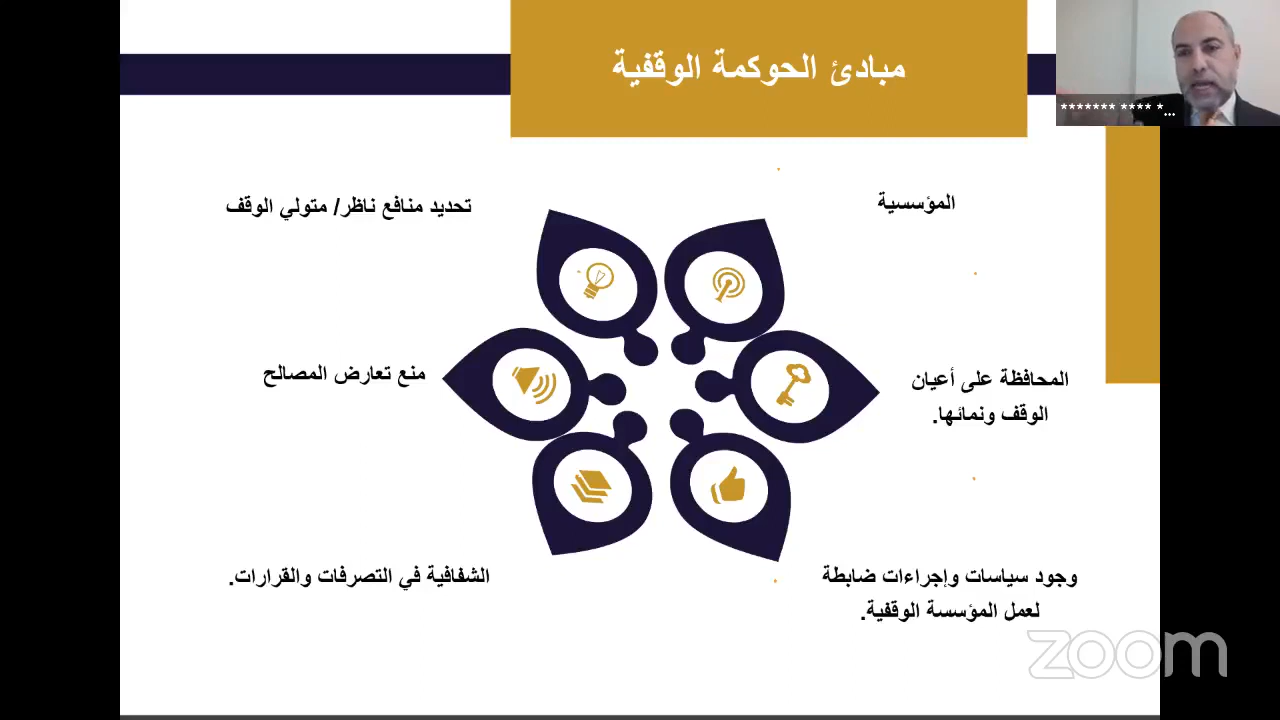 مبادئ الحوكمة الوقفية
******* **** *...
المؤسسية
تحديد منافع ناظر/ متولي الوقف
المحافظة على أعيان
الوقف ونمائها.
منع تعارض المصالح
وجود سياسات وإجراءات ضابطة
لعمل المؤسسة الوقفية.
الشفافية في التصرفات والقرارات.
zoom